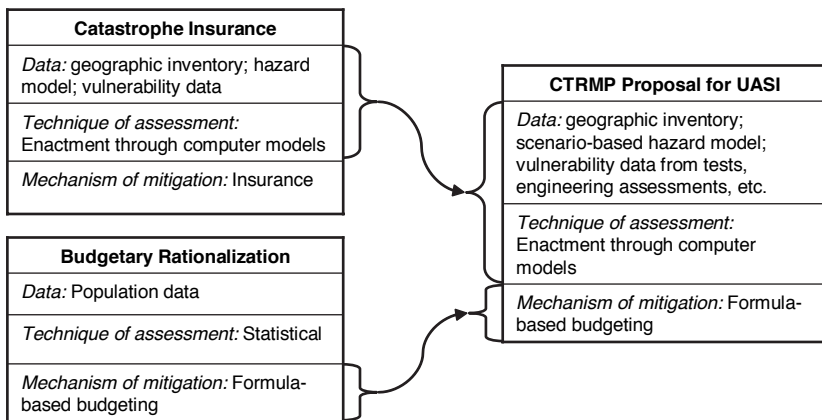 Catastrophe Insurance
Data: geographic inventory; hazard
model; vulnerability data
Technique of assessment:
Enactment through computer models
Mechanism of mitigation: Insurance
Budgetary Rationalization
Data: Population data
Technique of assessment: Statistical
Mechanism of mitigation: Formula-
based budgeting
CTRMP Proposal for UASI
Data: geographic inventory;
scenario-based hazard model;
vulnerability data from tests,
engineering assessments, etc.
Technique of assessment:
Enactment through computer
models
Mechanism of mitigation: Formula-
based budgeting